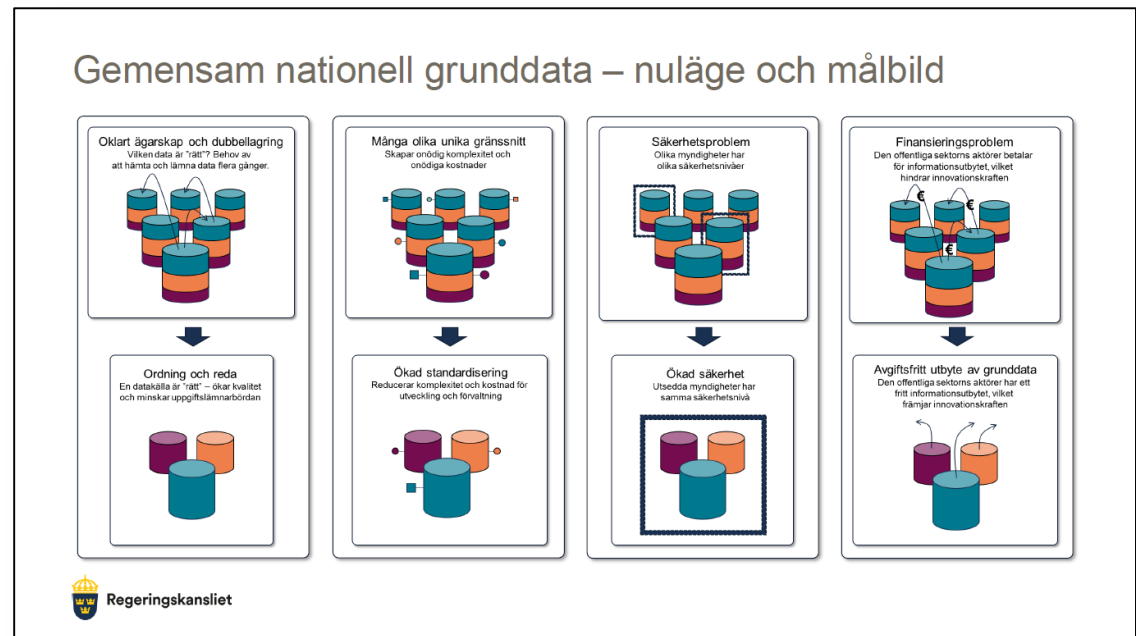 Gemensam nationell grunddata – nuläge och målbild
Oklart ägarskap och dubbellagring
Vilken data är "rätt"? Behov av
att hämta och lämna data flera gånger.
Ordning och reda
En datakälla är "rätt" – ökar kvalitet
och minskar uppgiftslämnarbördan
Många olika unika gränssnitt
Skapar onödig komplexitet och
onödiga kostnader
Ökad standardisering
Reducerar komplexitet och kostnad för
utveckling och förvaltning
Säkerhetsproblem
Olika myndigheter har
olika säkerhetsnivåer
Ökad säkerhet
Utsedda myndigheter har
samma säkerhetsnivå
Finansieringsproblem
Den offentliga sektorns aktörer betalar
för informationsutbytet, vilket
hindrar innovationskraften
€
€
€
Avgiftsfritt utbyte av grunddata
Den offentliga sektorns aktörer har ett
fritt informationsutbyte, vilket
främjar innovationskraften
Regeringskansliet